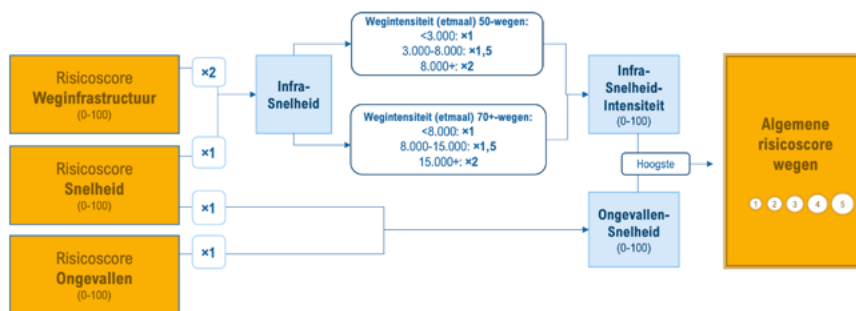 Risicoscore
Weginfrastructuur
(0-100)
×2
Risicoscore
Snelheid
(0-100)
×1
×1
Risicoscore
Ongevallen
(0-100)
×1
Infra-
Snelheid
Wegintensiteit (etmaal) 50-wegen:
<3.000: ×1
3.000-8.000: ×1,5
8.000+: ×2
Wegintensiteit (etmaal) 70+-wegen:
<8.000: ×1
8.000-15.000: ×1,5
15.000+: ×2
Infra-
Snelheid-
Intensiteit
(0-100)
Hoogste
Ongevallen-
Snelheid
(0-100)
Algemene
risicoscore
wegen
1 2 3 4 5